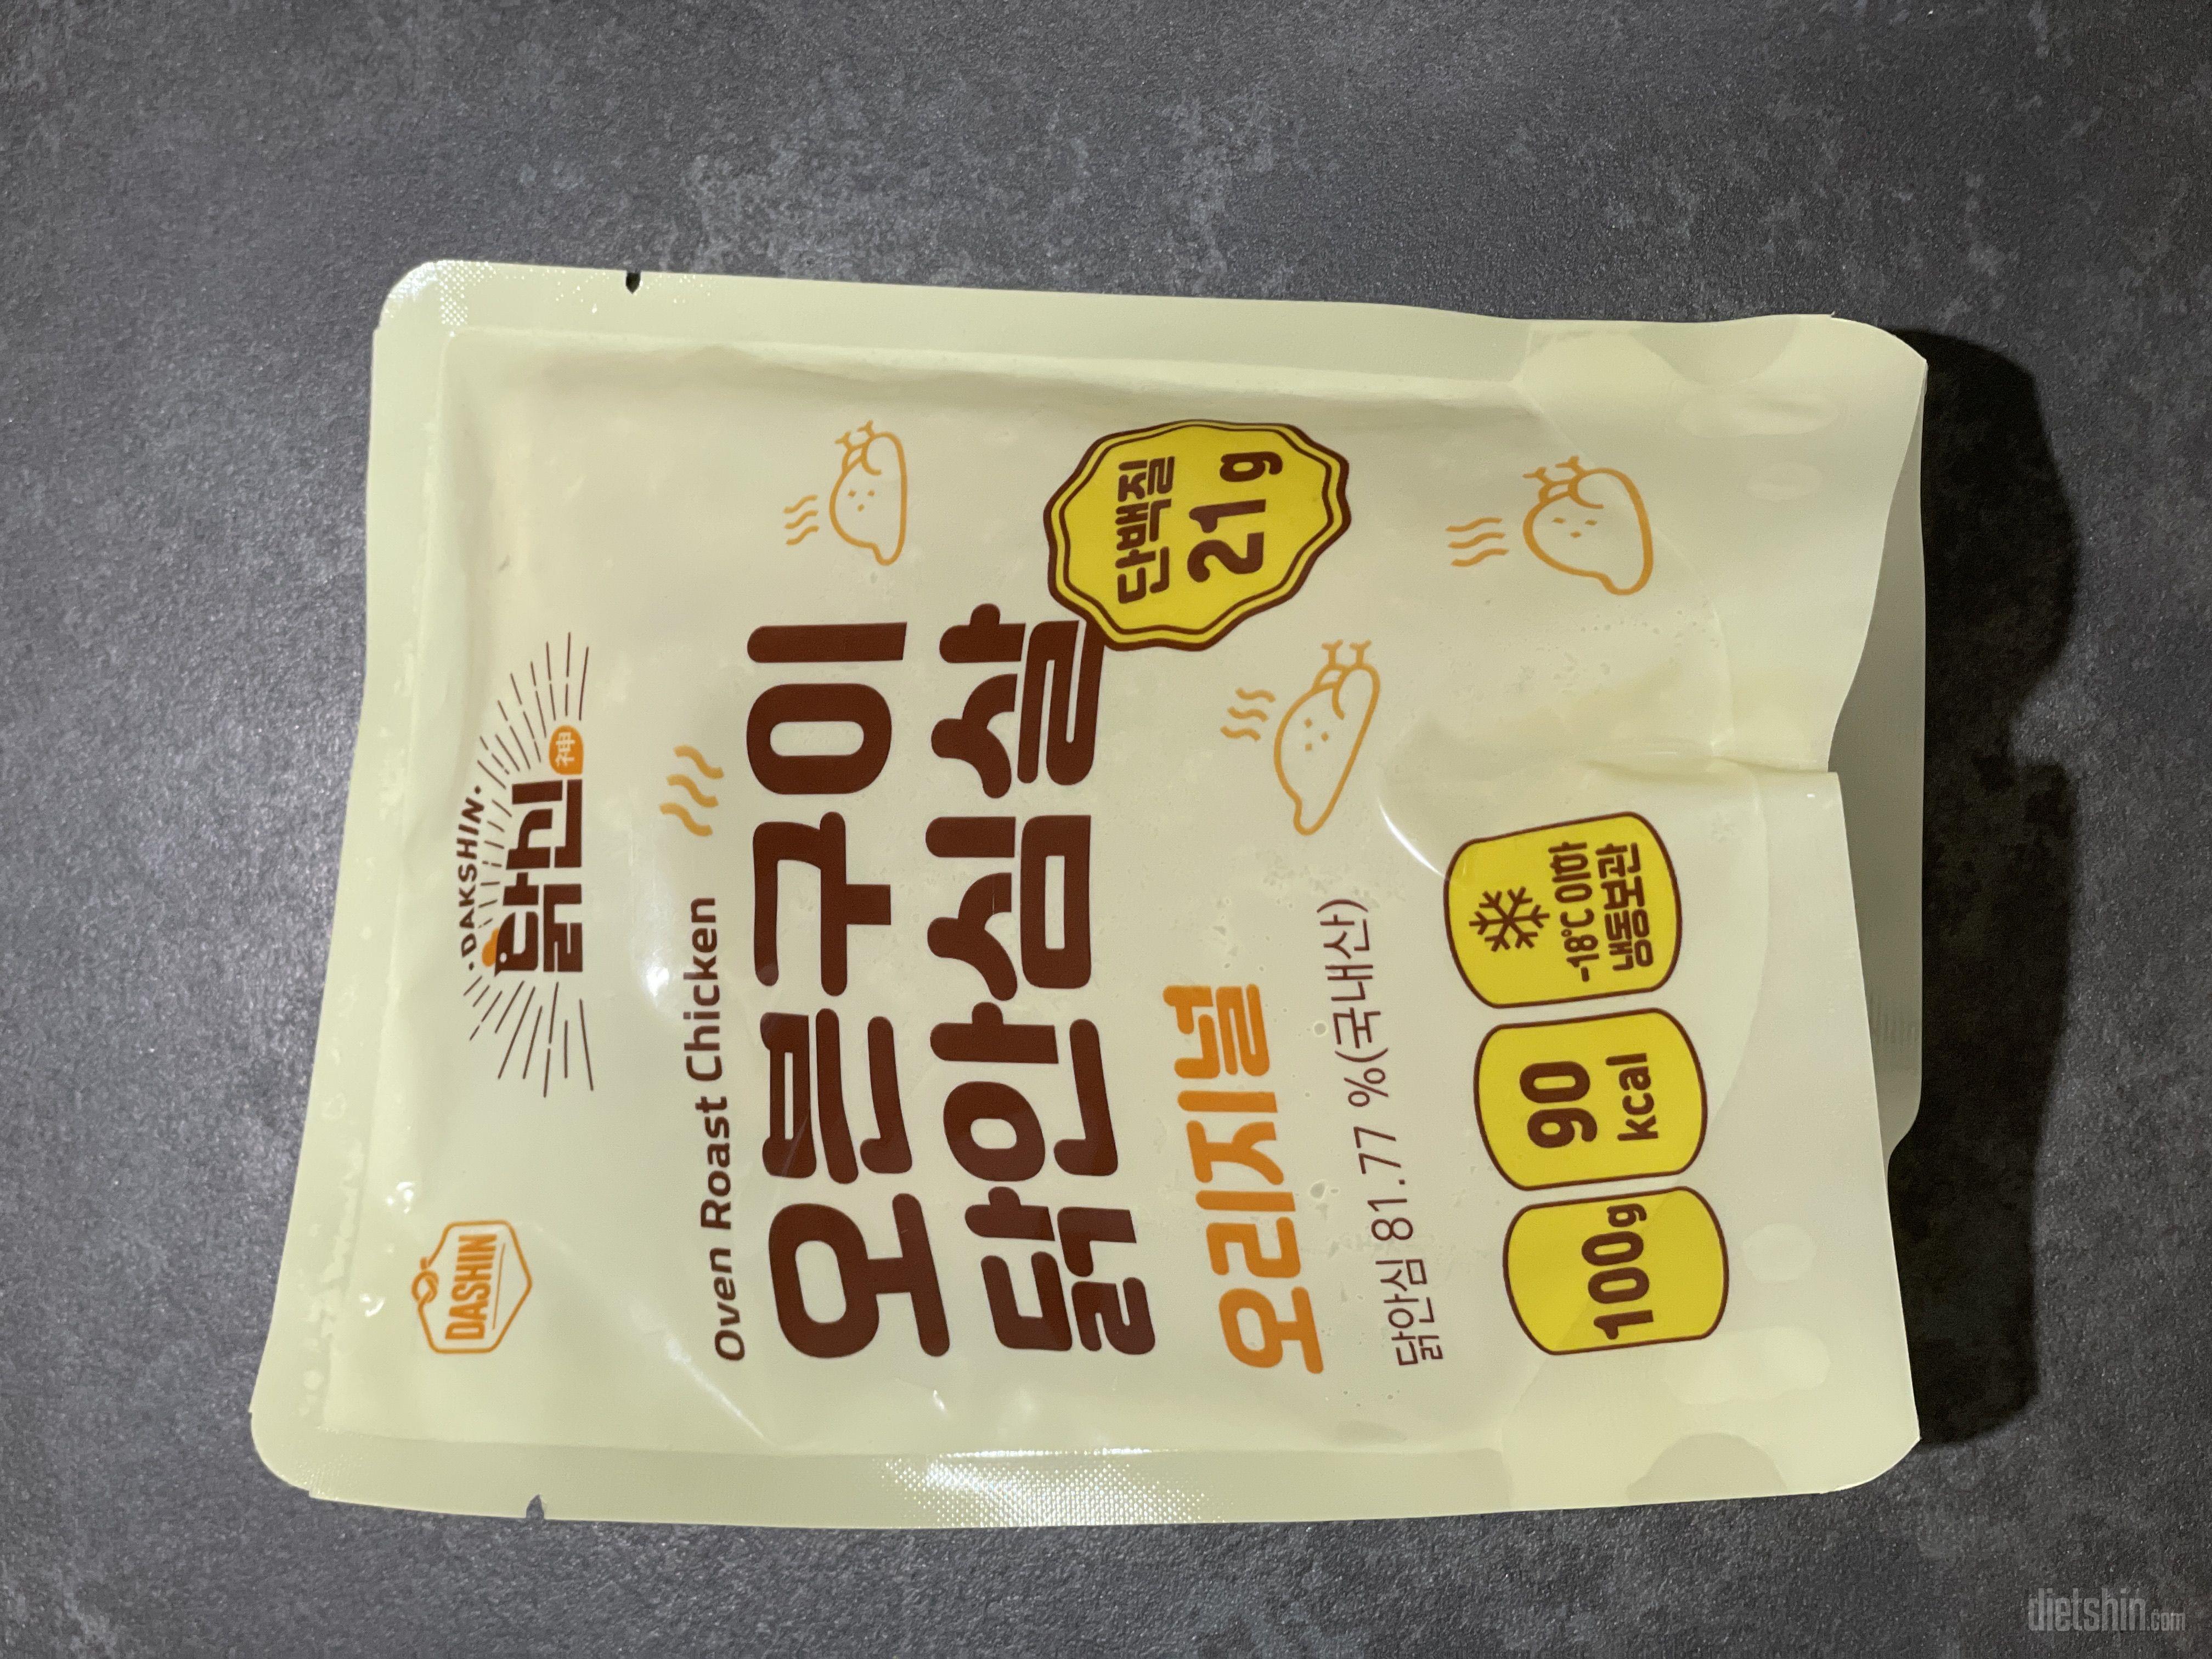 DASHIN
·DAKSHIN·
닭신 神
Oven Roast Chicken
오븐구이
닭안심살
단백질
21g
오리지널
닭안심 81.77 %(국내산)
100g
90
kcal
-18℃ 이하
냉동보관
dietshin.com